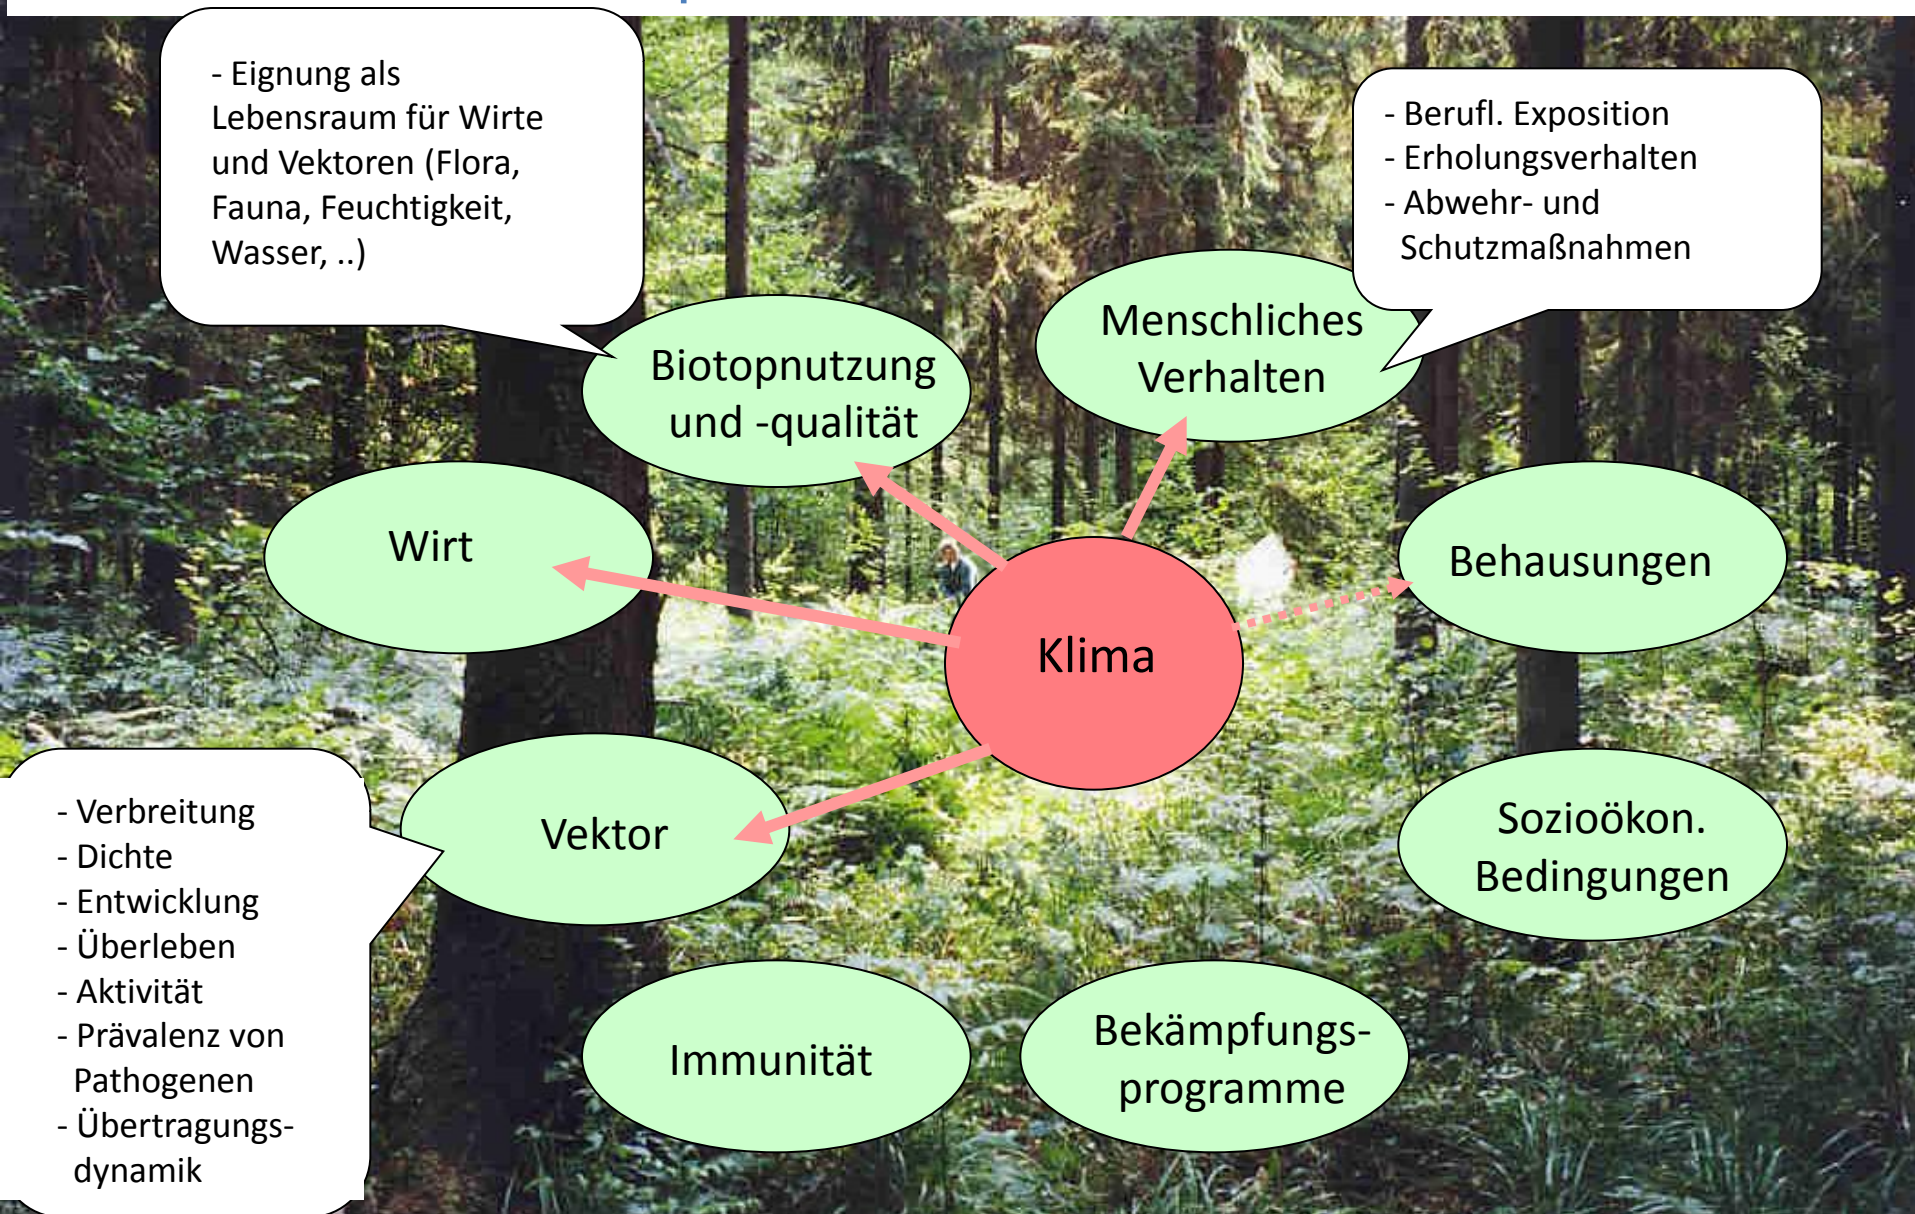 - Eignung als
Lebensraum für Wirte
und Vektoren (Flora,
Fauna, Feuchtigkeit,
Wasser, ..)
- Berufl. Exposition
- Erholungsverhalten
- Abwehr- und
Schutzmaßnahmen
Menschliches
Verhalten
Biotopnutzung
und -qualität
Wirt
Behausungen
Klima
Vektor
Sozioökon.
Bedingungen
- Verbreitung
- Dichte
- Entwicklung
- Überleben
- Aktivität
- Prävalenz von
Pathogenen
- Übertragungs-
dynamik
Immunität
Bekämpfungs-
programme